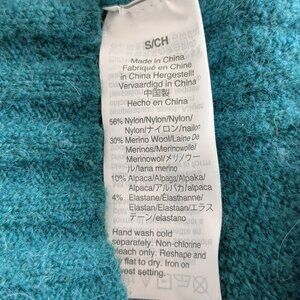 S/CH
Made in China
Fabriqué en Chine
in China Hergestellt
Vervaardigd in China
中国製
Hecho en China
56% Nylon/Nylon/Nylon/
Nylon/ナイロン/nailon
30% Merino Wool/Laine De
Merinos/Merinowolle/
Merinowol/メリノウー
ル/lana merino
10% Alpaca/Alpaga/Alpaka/
Alpaca/アルパカ/alpaca
4% Elastane/Élasthanne/
Elastan/Elastaan/エラス
テーン/elastano
Hand wash cold
separately. Non-chlorine
bleach only. Reshape and
dry flat to dry. Iron on
lowest setting.